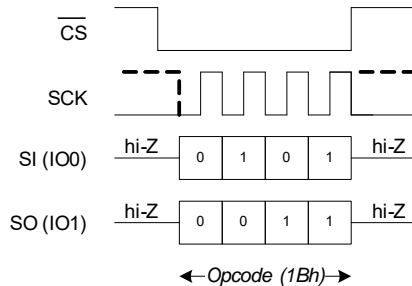 CS
SCK
hi-Z hi-Z
SI (IO0) 0 1 0 1
hi-Z hi-Z
SO (IO1) 0 0 1 1
Opcode (1Bh)